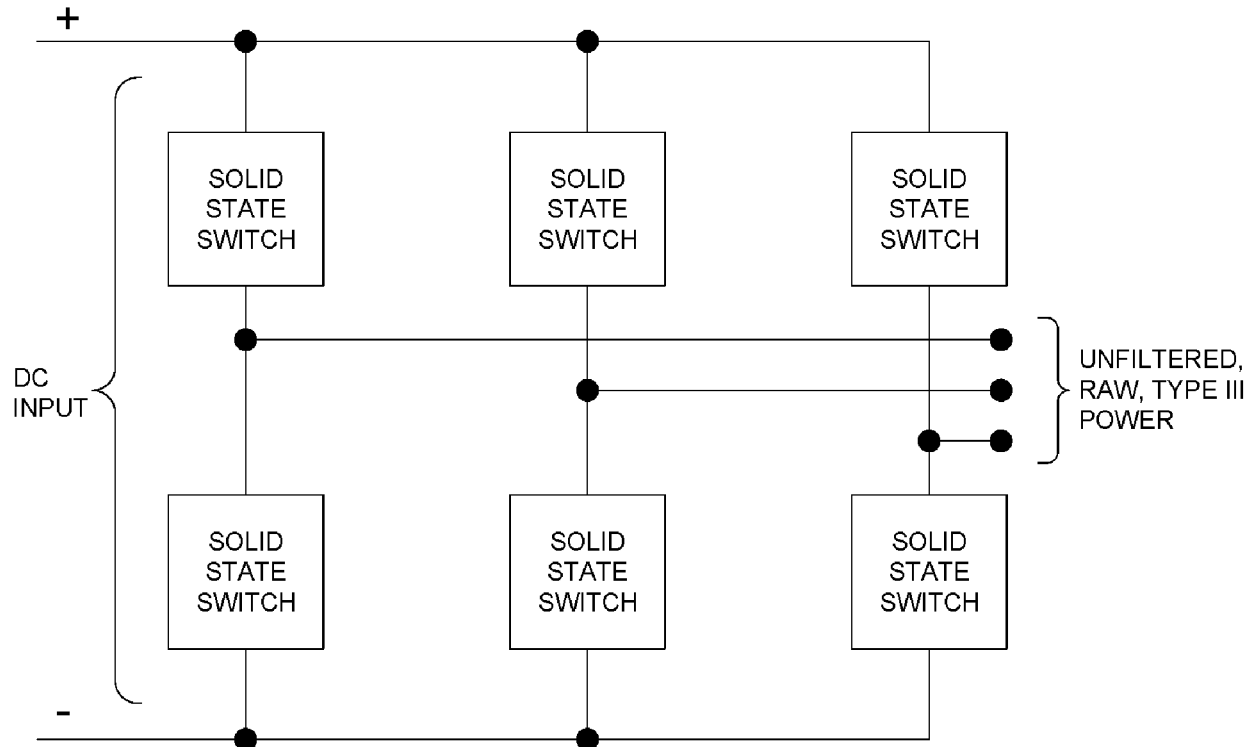 +
SOLID
STATE
SWITCH
SOLID
STATE
SWITCH
SOLID
STATE
SWITCH
DC
INPUT
UNFILTERED,
RAW, TYPE III
POWER
SOLID
STATE
SWITCH
SOLID
STATE
SWITCH
SOLID
STATE
SWITCH
-